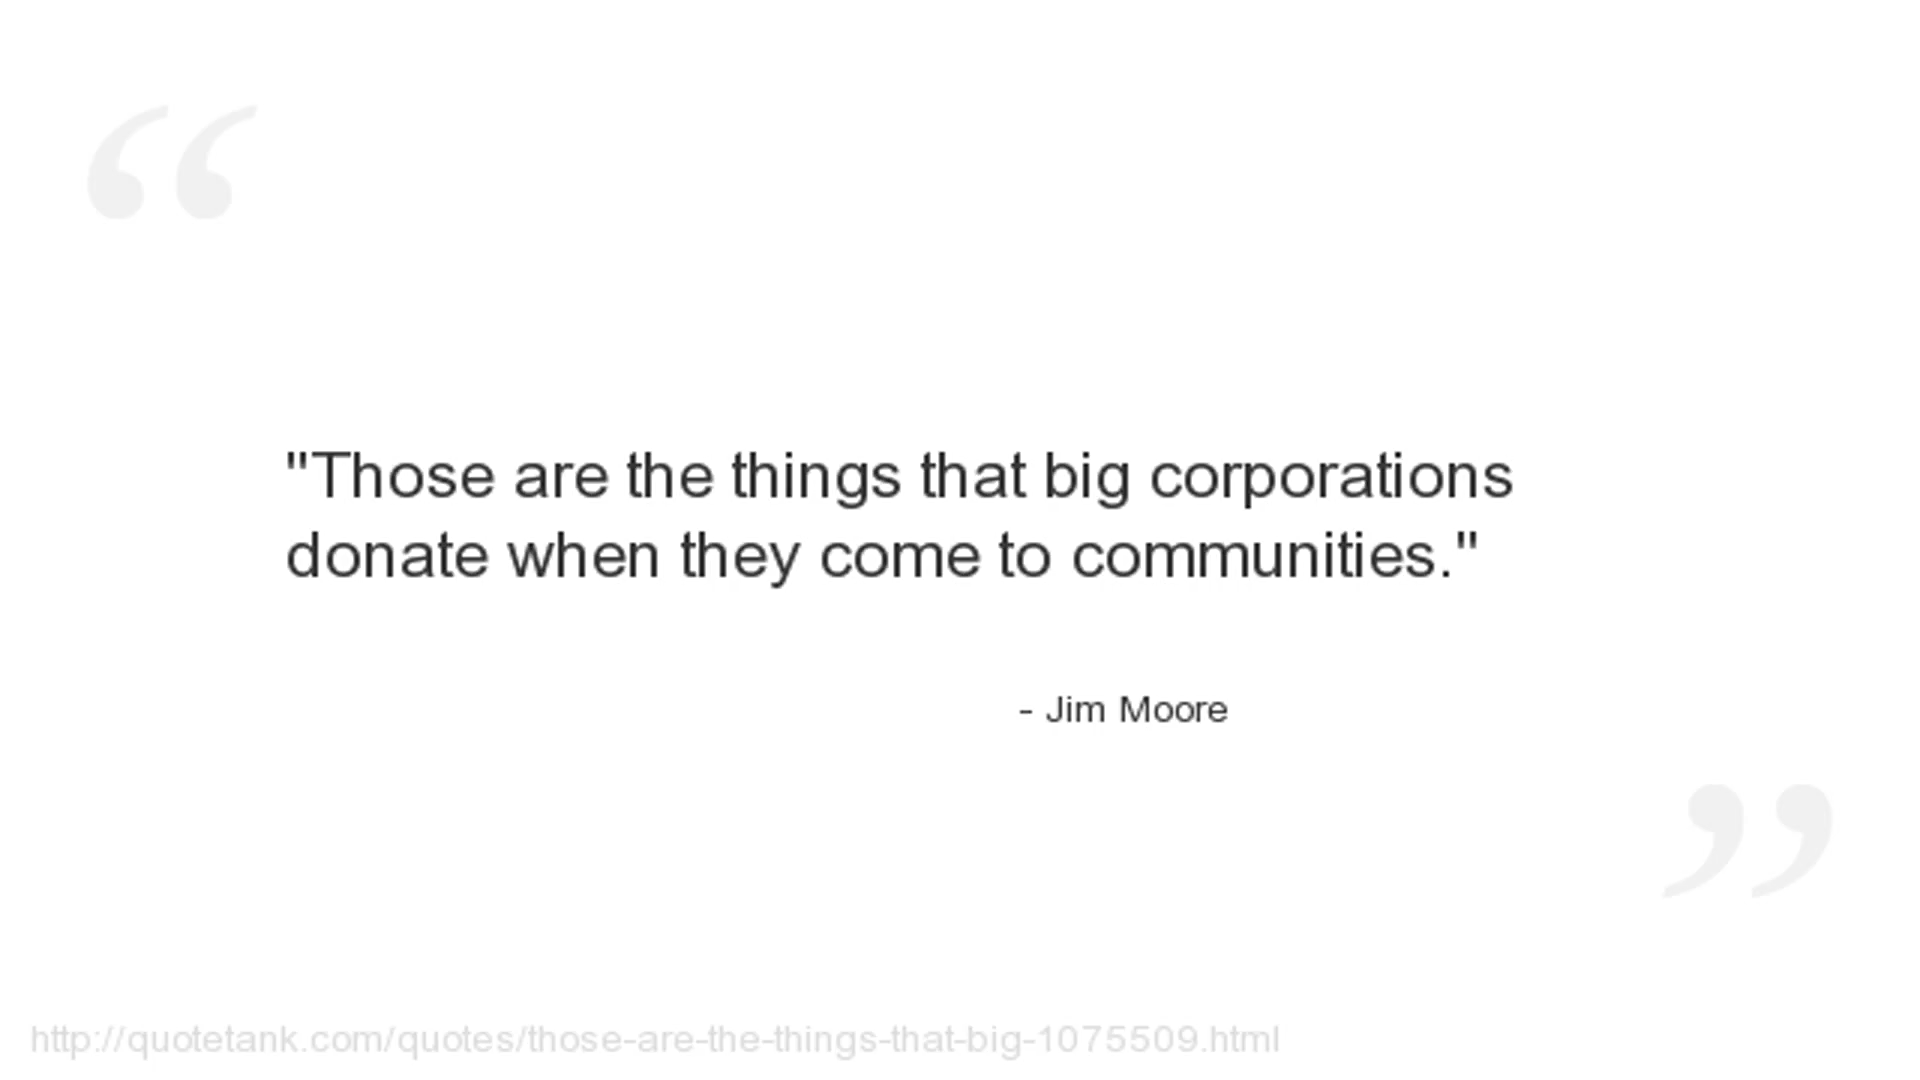 "Those are the things that big corporations
donate when they come to communities."
- Jim Moore
http://quotetank.com/quotes/those-are-the-things-that-big-1075509.html